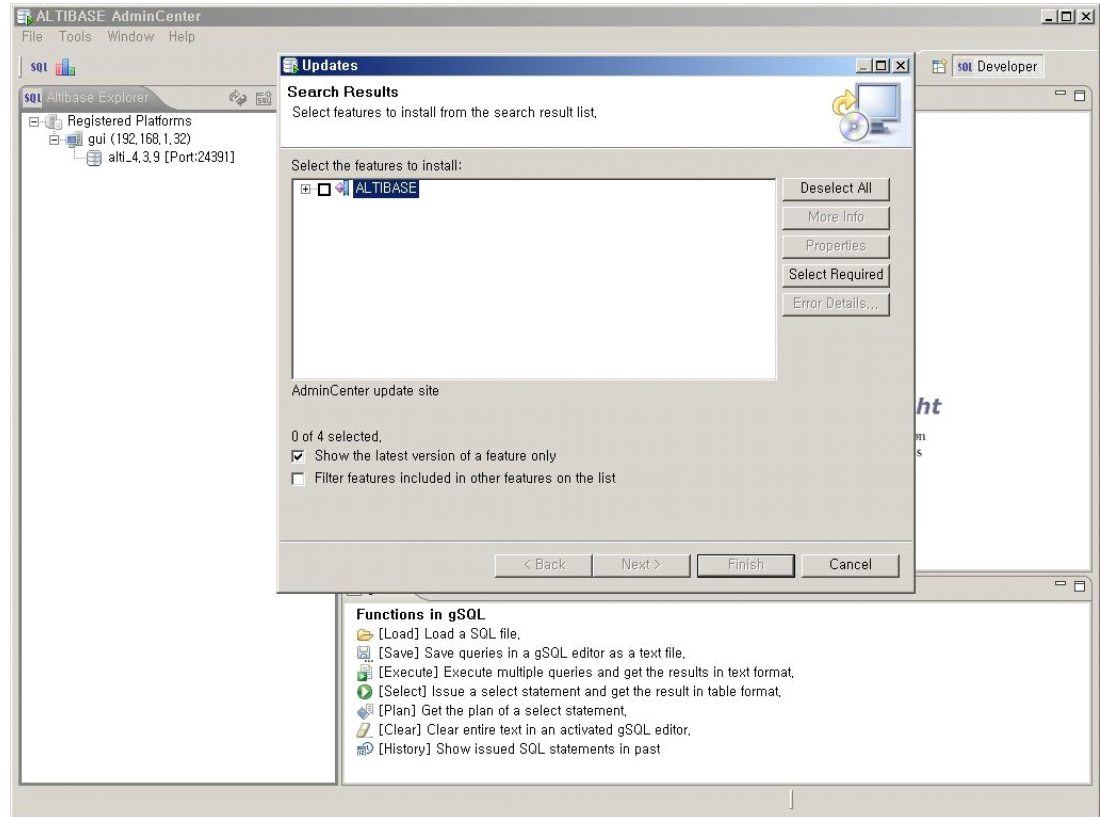 ALTIBASE AdminCenter
File Tools Window Help
SQL
SQL Developer
SQL Altibase Explorer
Registered Platforms
gui (192,168,1,32)
alti_4,3,9 [Port:24391]
Updates
Search Results
Select features to install from the search result list,
Select the features to install:
ALTIBASE
Deselect All
More Info
Properties
Select Required
Error Details,,,
AdminCenter update site
0 of 4 selected,
Show the latest version of a feature only
Filter features included in other features on the list
< Back
Next >
Finish
Cancel
ht
on
s
Functions in gSQL
[Load] Load a SQL file,
[Save] Save queries in a gSQL editor as a text file,
[Execute] Execute multiple queries and get the results in text format,
[Select] Issue a select statement and get the result in table format,
[Plan] Get the plan of a select statement,
[Clear] Clear entire text in an activated gSQL editor,
[History] Show issued SQL statements in past